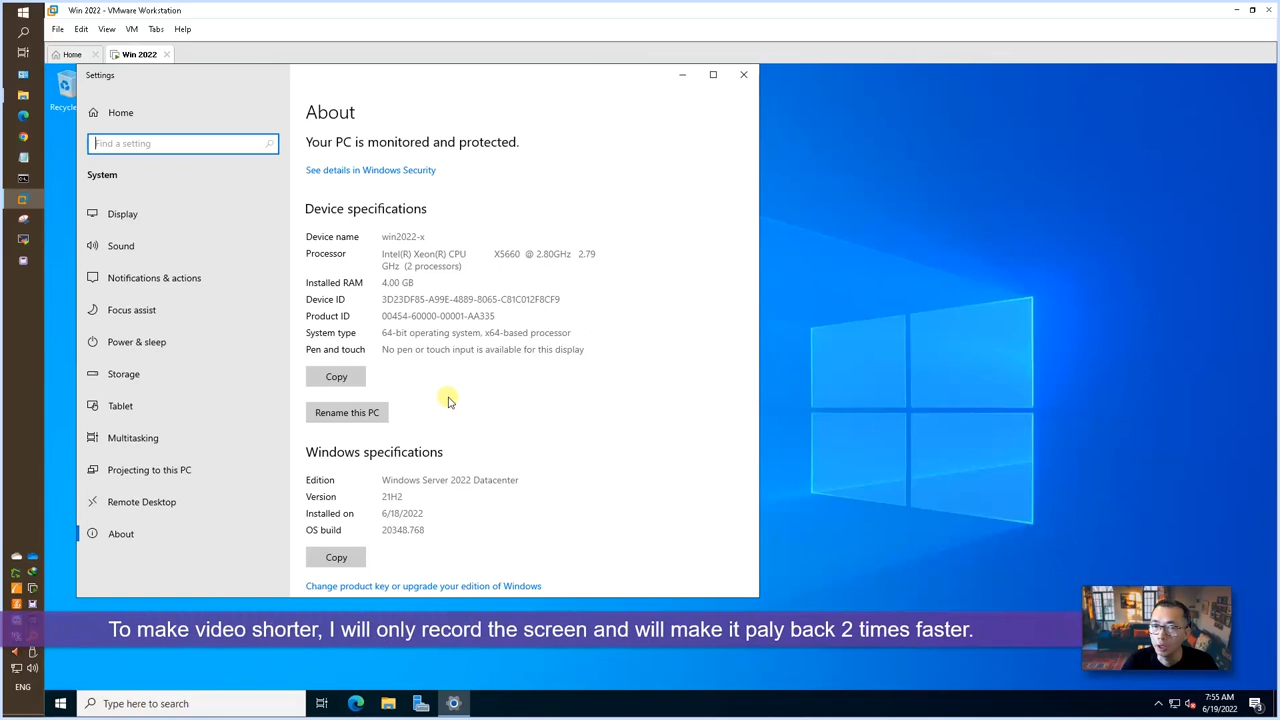 Win 2022 - VMware Workstation
File Edit View VM Tabs Help
Home Win 2022
Recycle
Settings
Home
Find a setting
System
Display
Sound
Notifications & actions
Focus assist
Power & sleep
Storage
Tablet
Multitasking
Projecting to this PC
Remote Desktop
About
About
Your PC is monitored and protected.
See details in Windows Security
Device specifications
Device name win2022-x
Processor Intel(R) Xeon(R) CPU X5660 @ 2.80GHz 2.79
GHz (2 processors)
Installed RAM 4.00 GB
Device ID 3D23DF85-A99E-4889-8065-C81C012F8CF9
Product ID 00454-60000-00001-AA335
System type 64-bit operating system, x64-based processor
Pen and touch No pen or touch input is available for this display
Copy
Rename this PC
Windows specifications
Edition Windows Server 2022 Datacenter
Version 21H2
Installed on 6/18/2022
OS build 20348.768
Copy
Change product key or upgrade your edition of Windows
To make video shorter, I will only record the screen and will make it paly back 2 times faster.
ENG
Type here to search
7:55 AM
6/19/2022
3